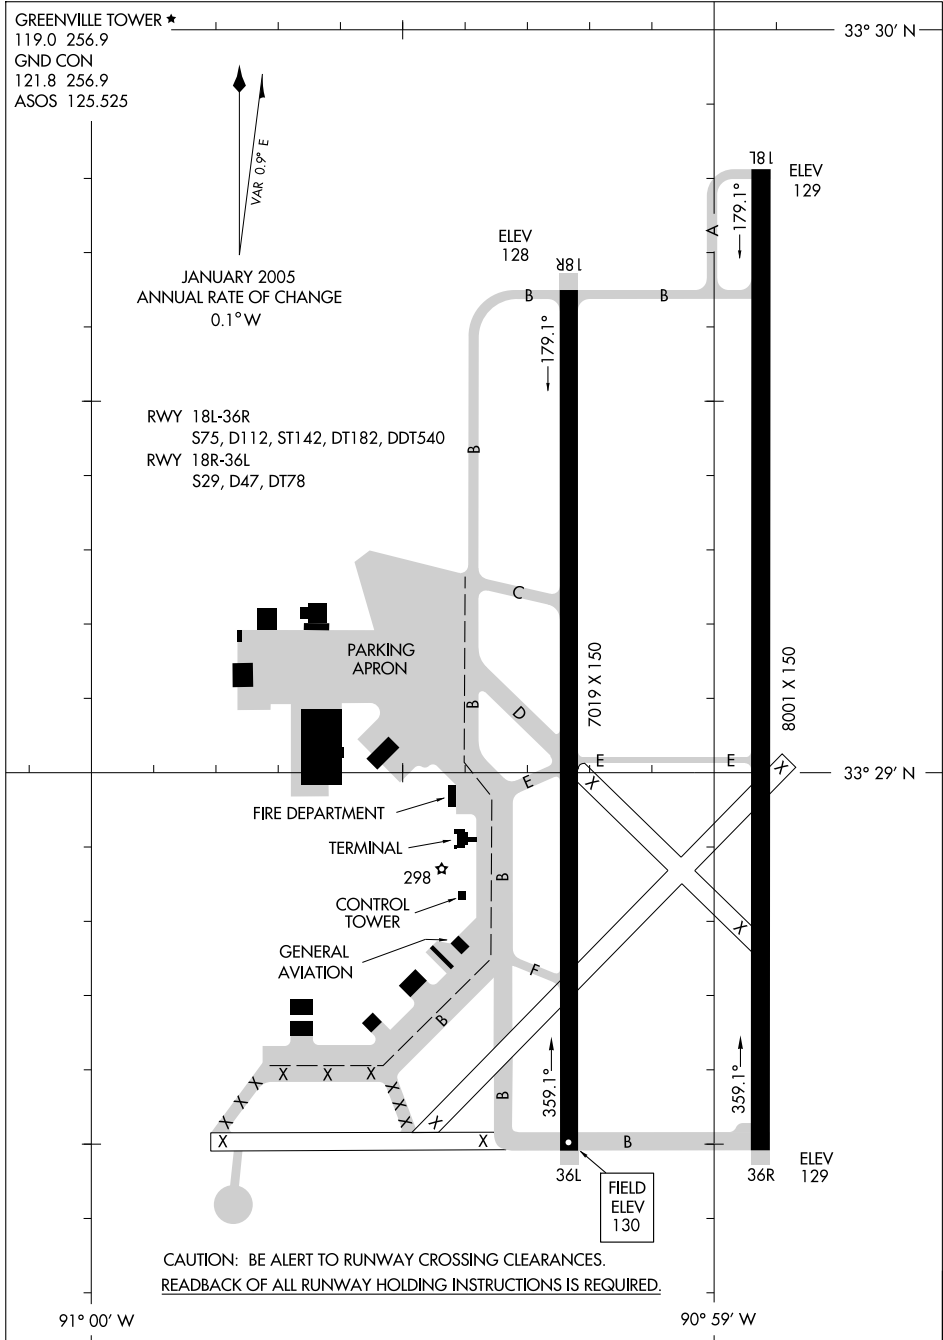 GREENVILLE TOWER ★
119.0 256.9
GND CON
121.8 256.9
ASOS 125.525
33° 30' N
VAR 0.9° E
JANUARY 2005
ANNUAL RATE OF CHANGE
0.1° W
18L
ELEV
129
179.1°
A
ELEV
128
18R
B
B
179.1°
RWY 18L-36R
S75, D112, ST142, DT182, DDT540
RWY 18R-36L
S29, D47, DT78
B
C
PARKING
APRON
7019 X 150
8001 X 150
B
D
E
E
E
X
X
33° 29' N
FIRE DEPARTMENT
TERMINAL
298
B
CONTROL
TOWER
GENERAL
AVIATION
X
F
B
X
X
X
X
X
X
X
X
X
X
B
359.1°
359.1°
X
X
X
B
36L
36R
ELEV
129
FIELD
ELEV
130
CAUTION: BE ALERT TO RUNWAY CROSSING CLEARANCES.
READBACK OF ALL RUNWAY HOLDING INSTRUCTIONS IS REQUIRED.
91° 00' W
90° 59' W